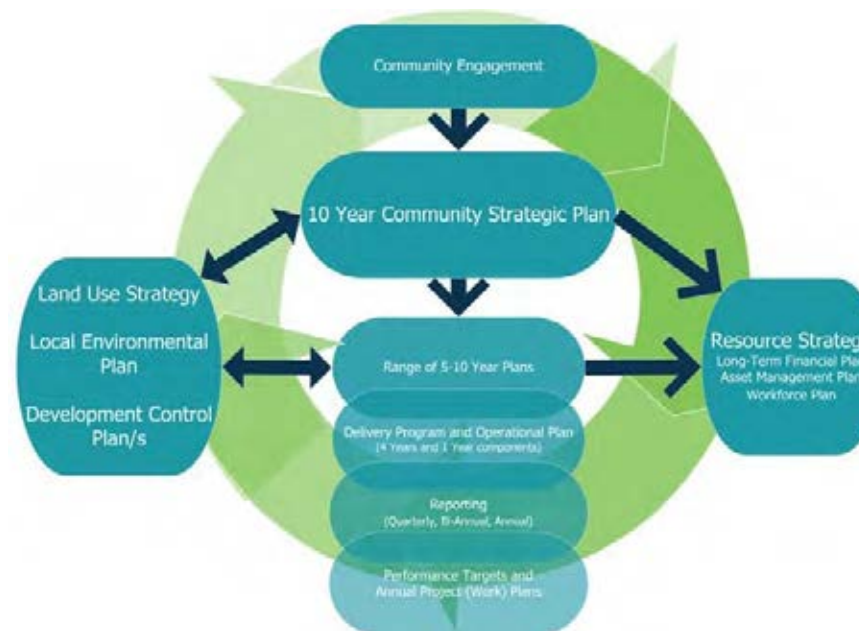 Community Engagement
10 Year Community Strategic Plan
Land Use Strategy
Local Environmental
Plan
Development Control
Plan/s
Range of 5-10 Year Plans
Resource Strateg
Long-Term Financial Plan
Asset Management Plan
Workforce Plan
Delivery Program and Operational Plan
(4 Years and 1 Year components)
Reporting
(Quarterly, Bi-Annual, Annual)
Performance Targets and
Annual Project (Work) Plans